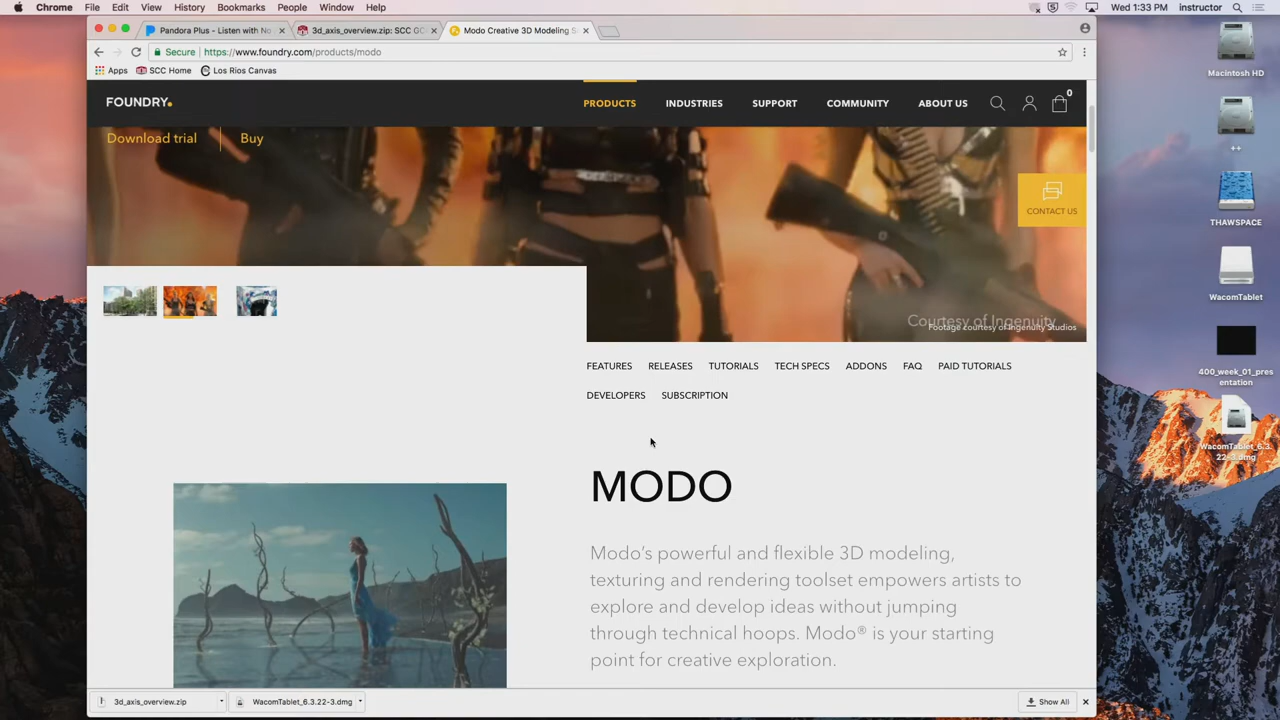 Chrome File Edit View History Bookmarks People Window Help
Wed 1:33 PM instructor
Pandora Plus - Listen with No
3d_axis_overview.zip: SCC GC
Modo Creative 3D Modeling S
Secure https://www.foundry.com/products/modo
Apps SCC Home Los Rios Canvas
FOUNDRY.
PRODUCTS INDUSTRIES SUPPORT COMMUNITY ABOUT US 0
Download trial Buy
CONTACT US
Courtesy of Ingenuity
Footage courtesy of Ingenuity Studios
FEATURES RELEASES TUTORIALS TECH SPECS ADDONS FAQ PAID TUTORIALS
DEVELOPERS SUBSCRIPTION
MODO
Modo's powerful and flexible 3D modeling,
texturing and rendering toolset empowers artists to
explore and develop ideas without jumping
through technical hoops. Modo® is your starting
point for creative exploration.
3d_axis_overview.zip WacomTablet_6.3.22-3.dmg Show All
Macintosh HD
++
THAWSPACE
WacomTablet
400_week_01_pres
entation
WacomTablet_6.3.
22-3.dmg